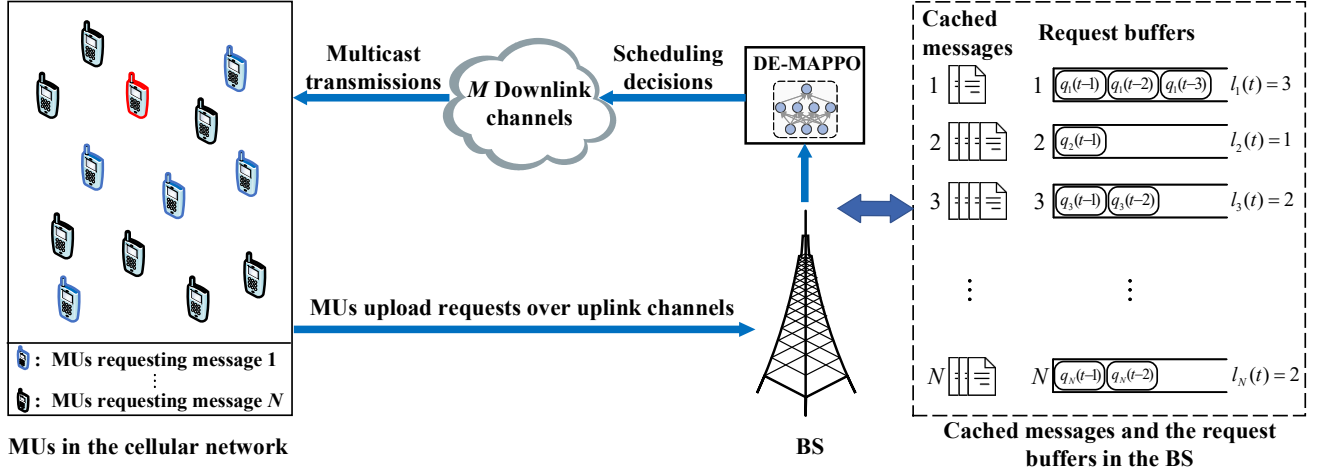 Multicast
transmissions
M Downlink
channels
Scheduling
decisions
DE-MAPPO
MUs upload requests over uplink channels
: MUs requesting message 1
⋮
: MUs requesting message N
MUs in the cellular network
BS
Cached
messages
Request buffers
1 1 q₁(t−1) q₁(t−2) q₁(t−3) l₁(t) = 3
2 2 q₂(t−1) l₂(t) = 1
3 3 q₃(t−1) q₃(t−2) l₃(t) = 2
⋮ ⋮
N N q_N(t−1) q_N(t−2) l_N(t) = 2
Cached messages and the request
buffers in the BS